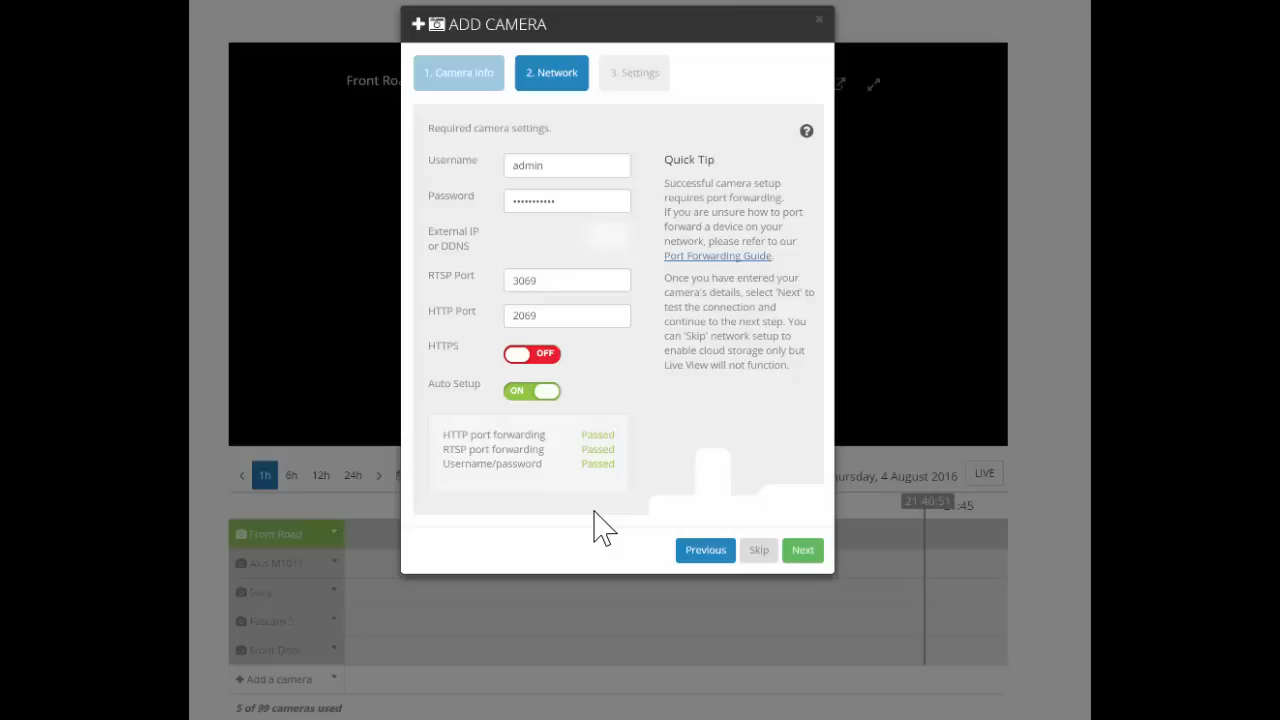 ADD CAMERA
×
1. Camera Info
2. Network
3. Settings
Front Roa
Required camera settings.
Username
admin
Password
•••••••••••
External IP
or DDNS
RTSP Port
3069
HTTP Port
2069
HTTPS
OFF
Auto Setup
ON
HTTP port forwarding Passed
RTSP port forwarding Passed
Username/password Passed
Quick Tip
Successful camera setup
requires port forwarding.
If you are unsure how to port
forward a device on your
network, please refer to our
Port Forwarding Guide.
Once you have entered your
camera's details, select 'Next' to
test the connection and
continue to the next step. You
can 'Skip' network setup to
enable cloud storage only but
Live View will not function.
Previous
Skip
Next
1h
6h
12h
24h
hursday, 4 August 2016
LIVE
21:40:51
:45
Front Road
Axis M1011
Sony
Foscam
Front Door
+ Add a camera
5 of 99 cameras used